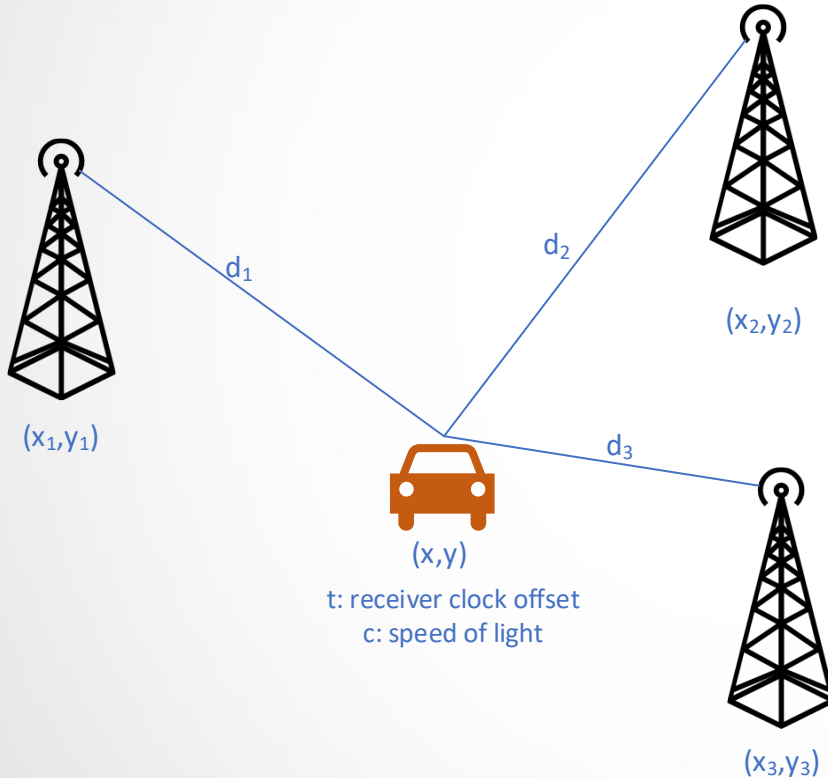 d₁
d₂
(x₂,y₂)
(x₁,y₁)
d₃
(x,y)
t: receiver clock offset
c: speed of light
(x₃,y₃)